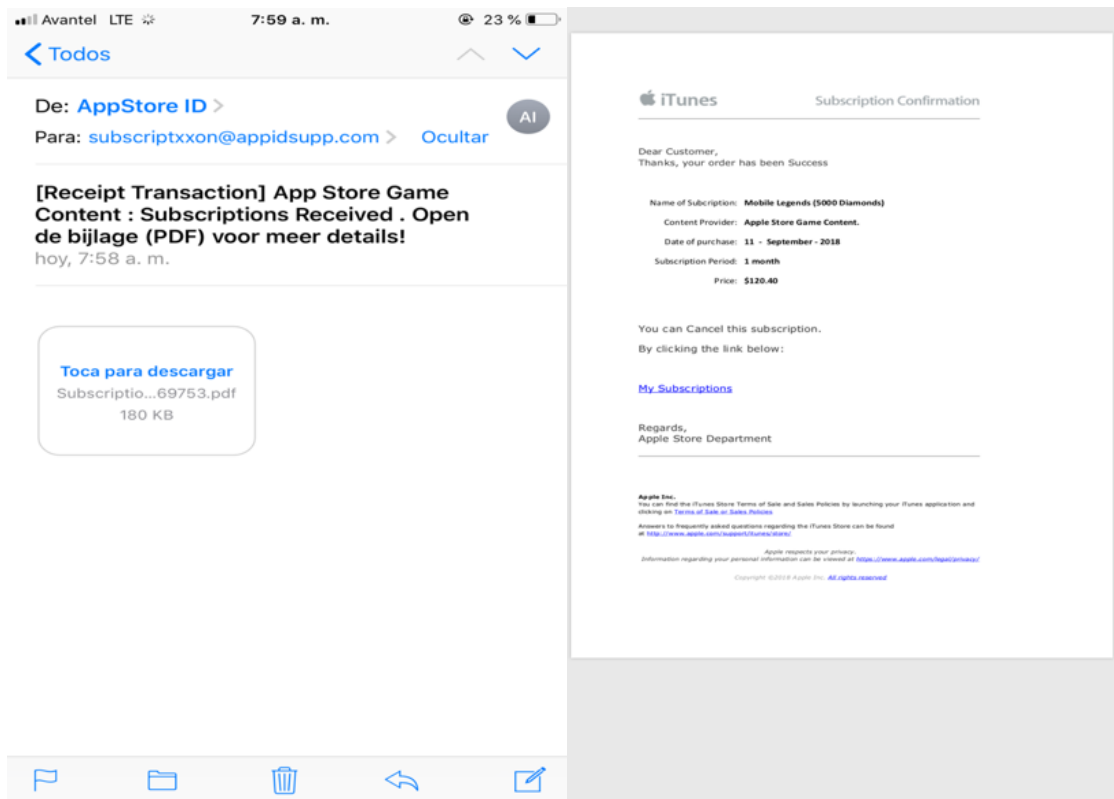 Avantel LTE 7:59 a. m. 23 %
Todos
De: AppStore ID
AI
Para: subscriptxxon@appidsupp.com Ocultar
[Receipt Transaction] App Store Game
Content : Subscriptions Received . Open
de bijlage (PDF) voor meer details!
hoy, 7:58 a. m.
Toca para descargar
Subscriptio...69753.pdf
180 KB
iTunes Subscription Confirmation
Dear Customer,
Thanks, your order has been Success
Name of Subcription: Mobile Legends (5000 Diamonds)
Content Provider: Apple Store Game Content.
Date of purchase: 11 - September - 2018
Subscription Period: 1 month
Price: $120.40
You can Cancel this subscription.
By clicking the link below:
My Subscriptions
Regards,
Apple Store Department
Apple Inc.
You can find the iTunes Store Terms of Sale and Sales Policies by launching your iTunes application and
clicking on Terms of Sale or Sales Policies
Answers to frequently asked questions regarding the iTunes Store can be found
at http://www.apple.com/support/itunes/store/
Apple respects your privacy.
Information regarding your personal information can be viewed at https://www.apple.com/legal/privacy/
Copyright ©2018 Apple Inc. All rights reserved